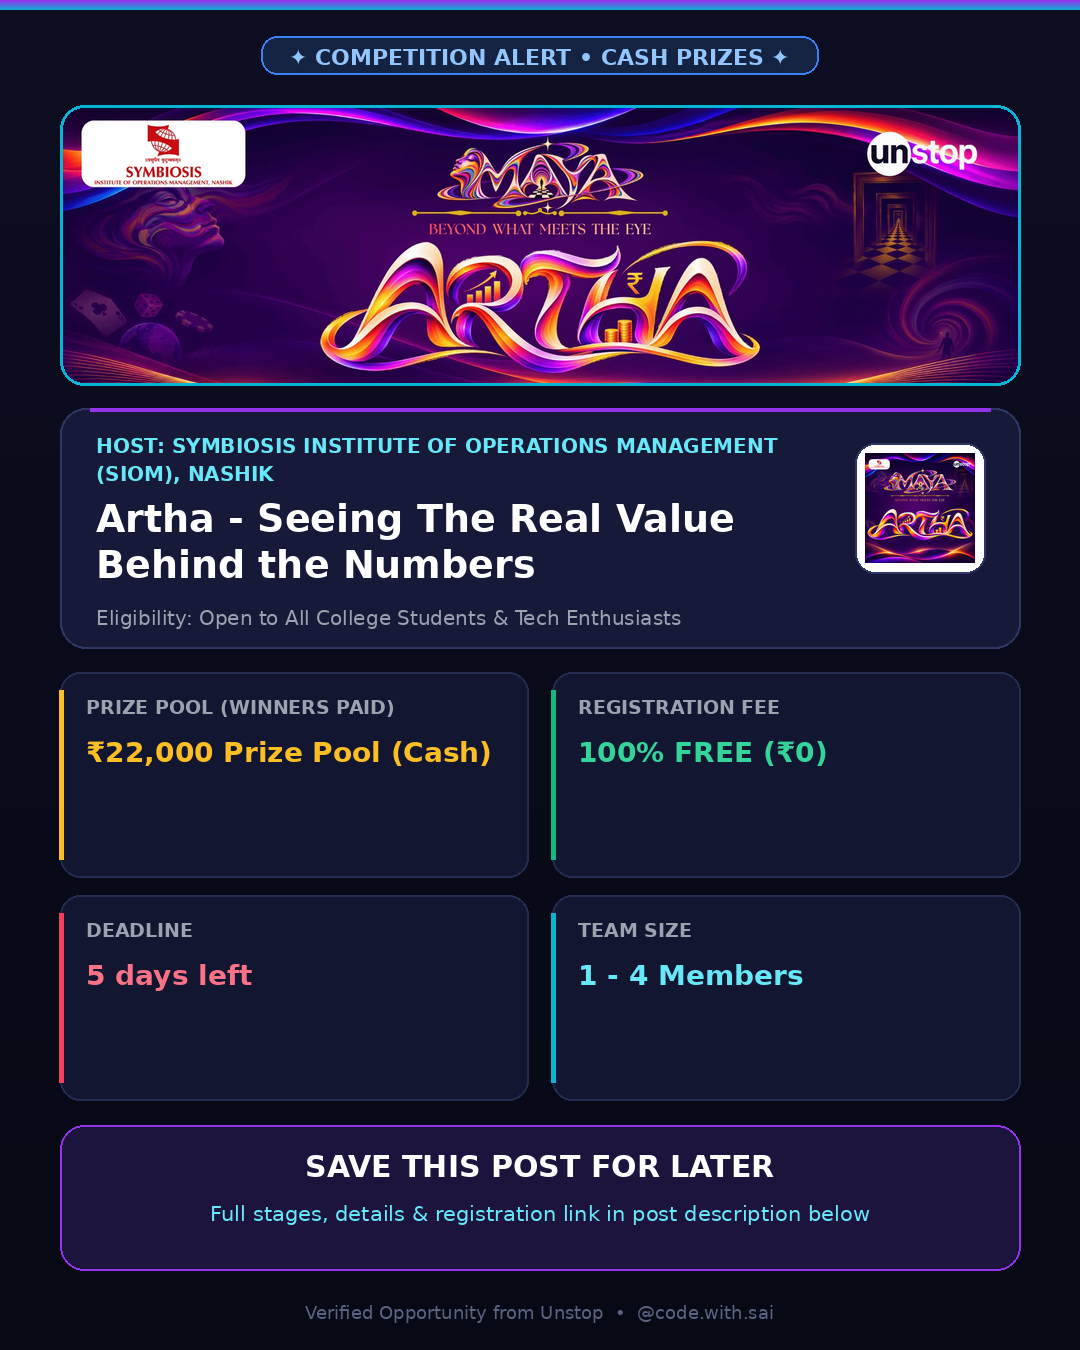 ✦ COMPETITION ALERT • CASH PRIZES ✦
SYMBIOSIS
INSTITUTE OF OPERATIONS MANAGEMENT, NASHIK
unstop
MAYA
BEYOND WHAT MEETS THE EYE
ARTHA
HOST: SYMBIOSIS INSTITUTE OF OPERATIONS MANAGEMENT
(SIOM), NASHIK
Artha - Seeing The Real Value
Behind the Numbers
Eligibility: Open to All College Students & Tech Enthusiasts
MAYA
ARTHA
PRIZE POOL (WINNERS PAID)
₹22,000 Prize Pool (Cash)
REGISTRATION FEE
100% FREE (₹0)
DEADLINE
5 days left
TEAM SIZE
1 - 4 Members
SAVE THIS POST FOR LATER
Full stages, details & registration link in post description below
Verified Opportunity from Unstop • @code.with.sai